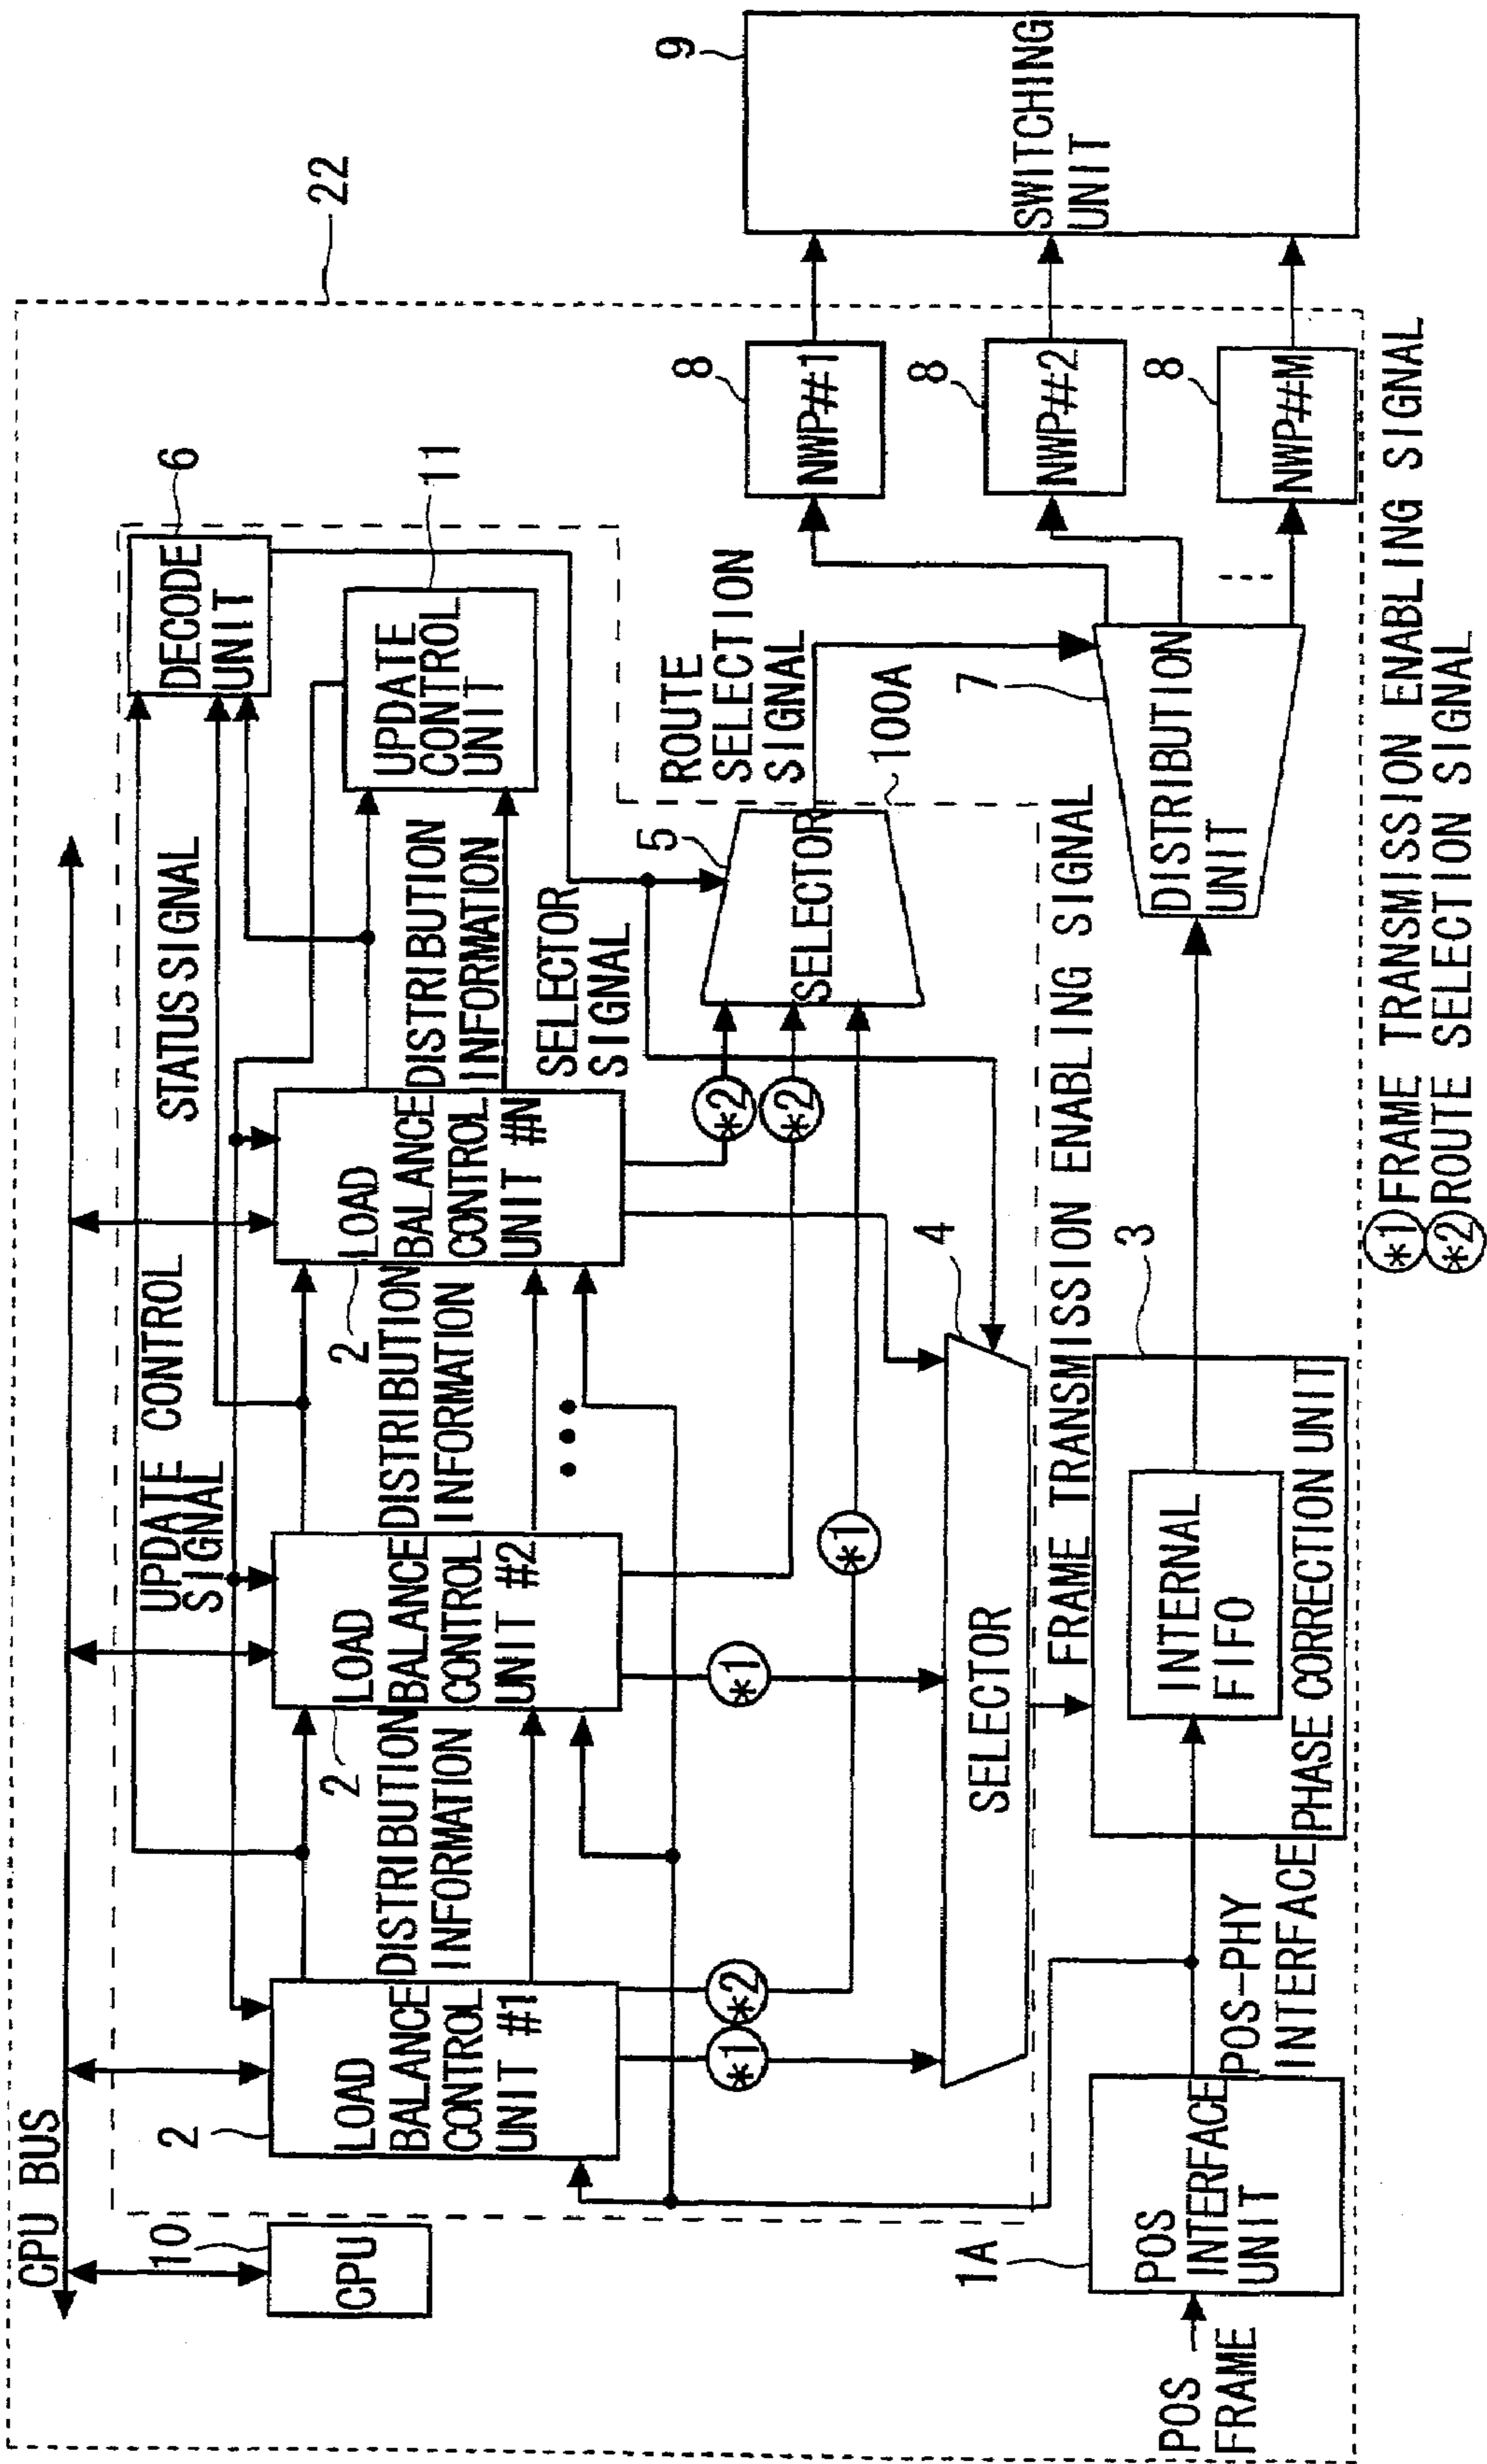 CPU BUS
10
CPU
UPDATE CONTROL
SIGNAL
STATUS SIGNAL
DECODE
UNIT
6
22
2
LOAD
BALANCE
CONTROL
UNIT #1
DISTRIBUTION
INFORMATION
2
LOAD
BALANCE
CONTROL
UNIT #2
DISTRIBUTION
INFORMATION
2
LOAD
BALANCE
CONTROL
UNIT #N
DISTRIBUTION
INFORMATION
UPDATE
CONTROL
UNIT
11
SELECTOR
SIGNAL
*1
*2
*1
*1
*2
*2
5
SELECTOR
ROUTE
SELECTION
SIGNAL
100A
SELECTOR
4
FRAME TRANSMISSION ENABLING SIGNAL
POS
FRAME
1A
POS
INTERFACE
UNIT
POS-PHY
INTERFACE
INTERNAL
FIFO
PHASE CORRECTION UNIT
3
7
DISTRIBUTION
UNIT
8
NWP#1
8
NWP#2
8
NWP#M
9
SWITCHING
UNIT
*1 FRAME TRANSMISSION ENABLING SIGNAL
*2 ROUTE SELECTION SIGNAL